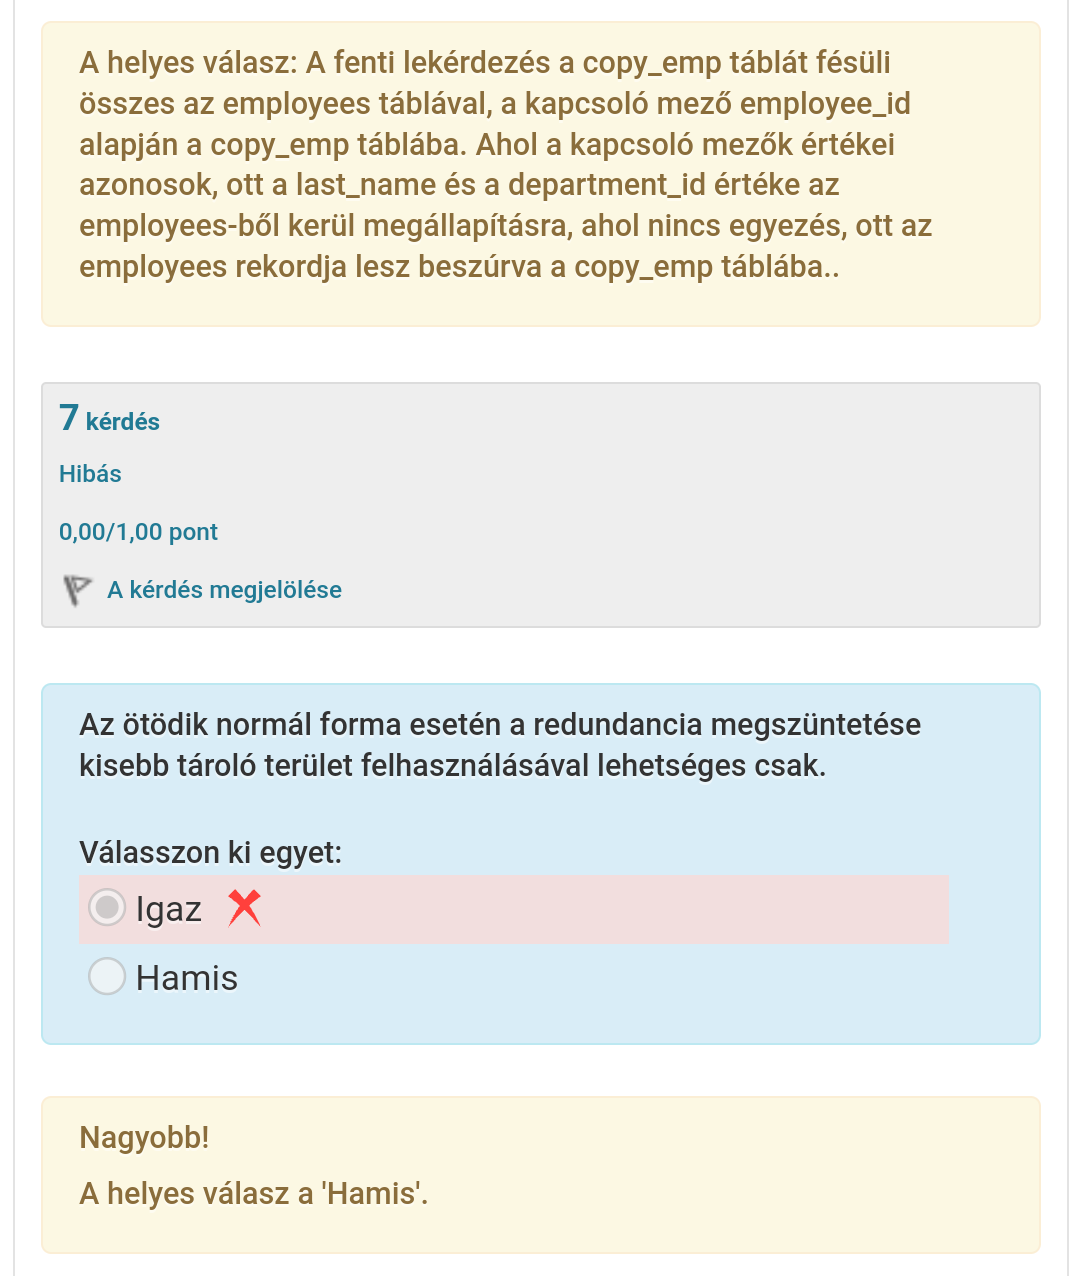 A helyes válasz: A fenti lekérdezés a copy_emp táblát fésüli
összes az employees táblával, a kapcsoló mező employee_id
alapján a copy_emp táblába. Ahol a kapcsoló mezők értékei
azonosok, ott a last_name és a department_id értéke az
employees-ből kerül megállapításra, ahol nincs egyezés, ott az
employees rekordja lesz beszúrva a copy_emp táblába..
7 kérdés
Hibás
0,00/1,00 pont
A kérdés megjelölése
Az ötödik normál forma esetén a redundancia megszüntetése
kisebb tároló terület felhasználásával lehetséges csak.
Válasszon ki egyet:
Igaz
Hamis
Nagyobb!
A helyes válasz a 'Hamis'.